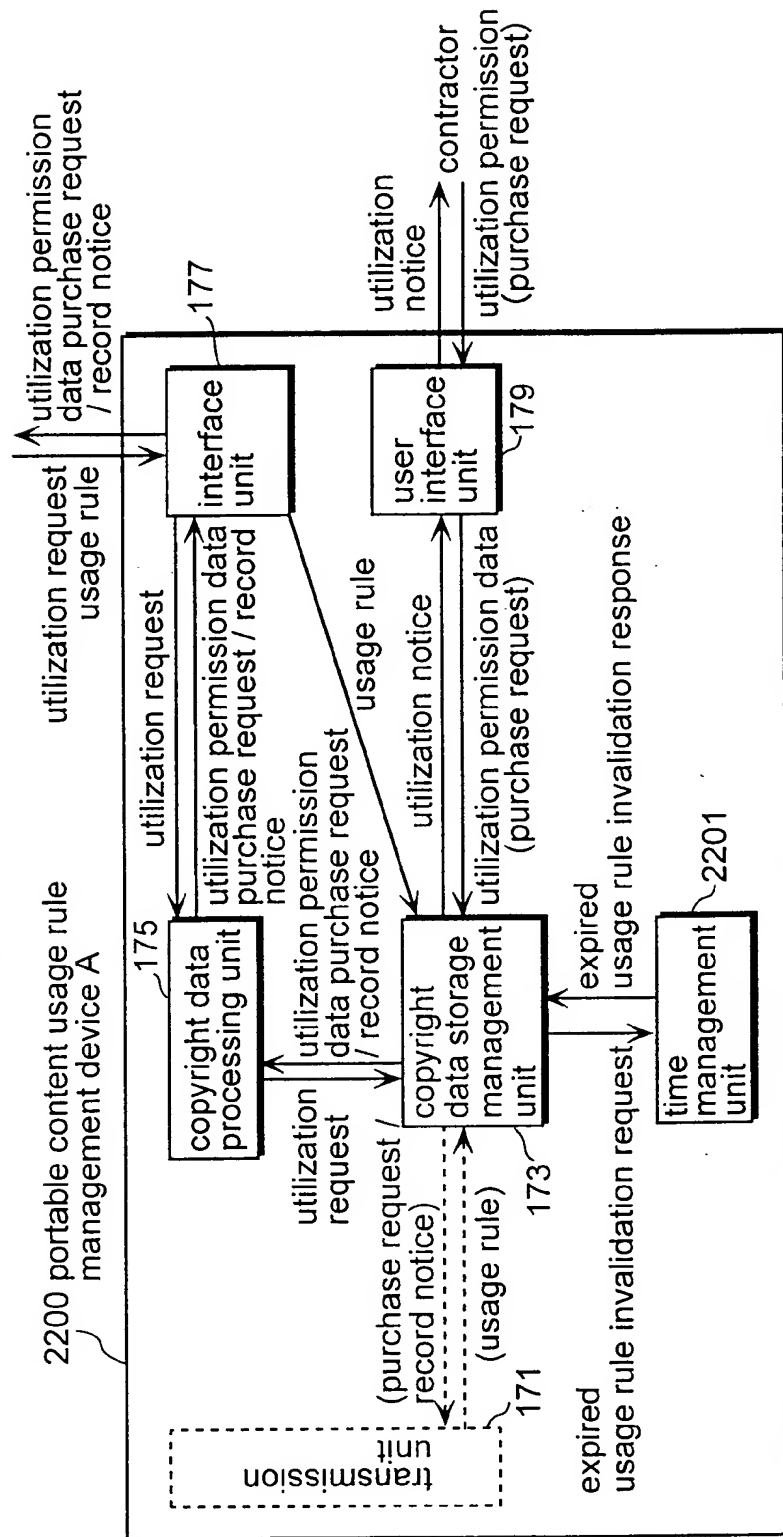 2200 portable content usage rule
management device A
utilization request
usage rule
utilization permission
data purchase request
/ record notice
175
copyright data
processing unit
utilization request
utilization permission data
purchase request / record
notice
177
interface
unit
utilization
request
utilization permission
data purchase request
/ record notice
usage rule
transmission
unit
171
(purchase request /
record notice)
(usage rule)
copyright
data storage
management
unit
173
utilization notice
utilization permission data
(purchase request)
user
interface
unit
179
utilization
notice
contractor
utilization permission
(purchase request)
expired
usage rule invalidation request
expired
usage rule invalidation response
time
management
unit
2201